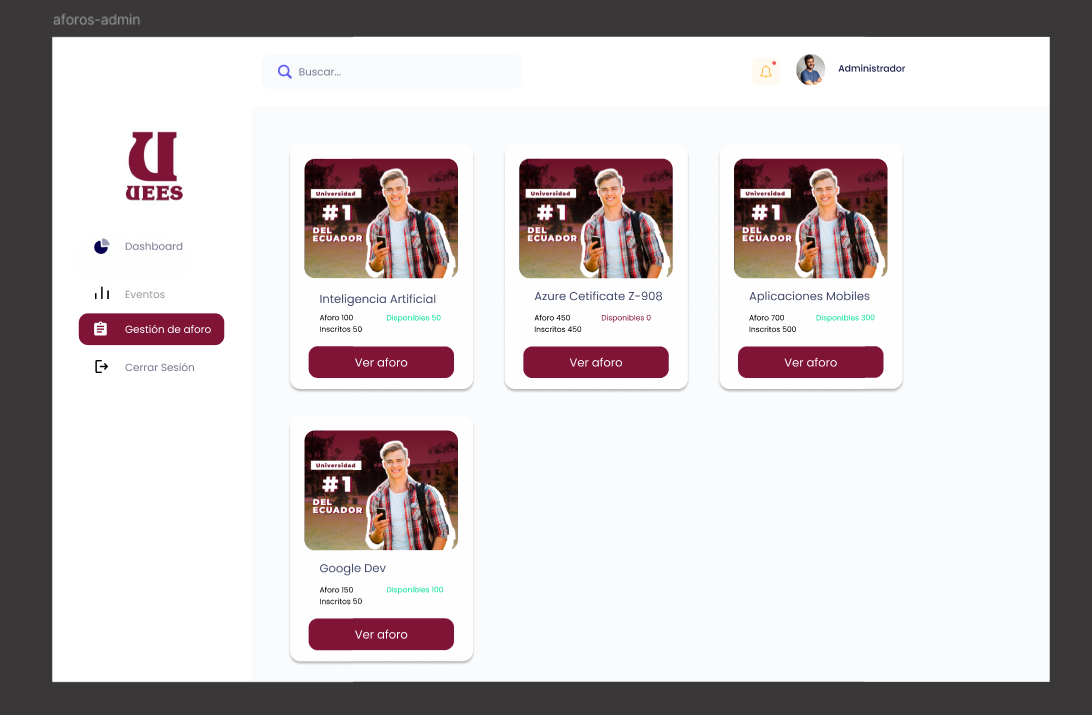 aforos-admin
Buscar...
Administrador
UEES
Dashboard
Eventos
Gestión de aforo
Cerrar Sesión
Universidad
#1
DEL
ECUADOR
Inteligencia Artificial
Aforo 100 Disponibles 50
Inscritos 50
Ver aforo
Universidad
#1
DEL
ECUADOR
Azure Cetificate Z-908
Aforo 450 Disponibles 0
Inscritos 450
Ver aforo
Universidad
#1
DEL
ECUADOR
Aplicaciones Mobiles
Aforo 700 Disponibles 300
Inscritos 500
Ver aforo
Universidad
#1
DEL
ECUADOR
Google Dev
Aforo 150 Disponibles 100
Inscritos 50
Ver aforo